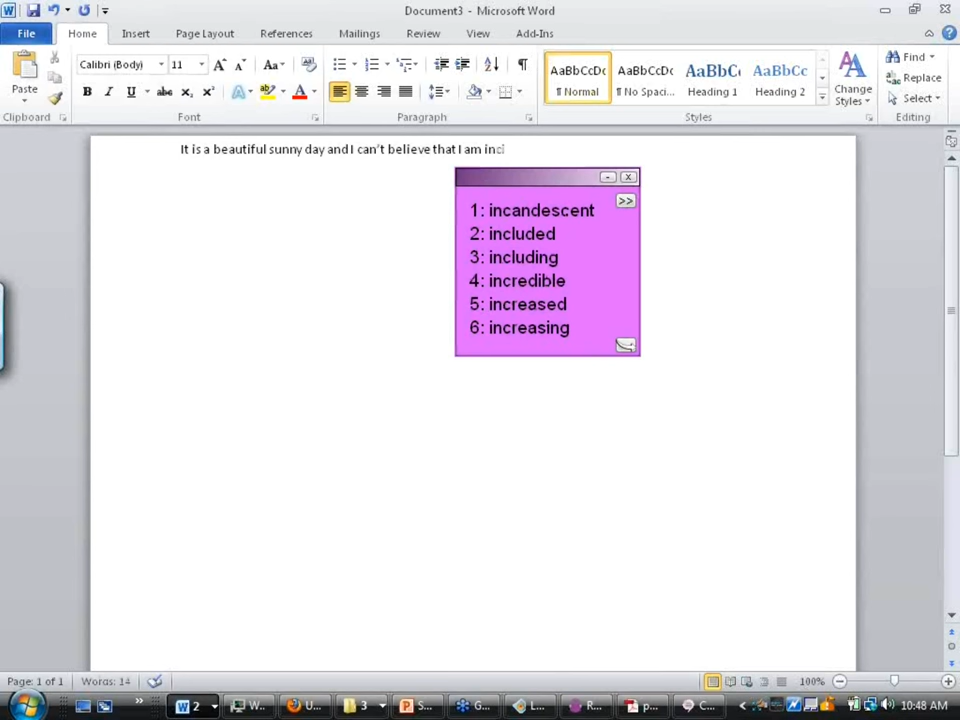 Document3 - Microsoft Word
File Home Insert Page Layout References Mailings Review View Add-Ins
Paste
Calibri (Body) 11
AaBbCcDc AaBbCcDc AaBbCc AaBbCc
¶ Normal ¶ No Spaci... Heading 1 Heading 2
Change Styles
Find
Replace
Select
Clipboard Font Paragraph Styles Editing
It is a beautiful sunny day and I can't believe that I am inci
1: incandescent
2: included
3: including
4: incredible
5: increased
6: increasing
Page: 1 of 1 Words: 14 100%
2 W... U... 3 S... G... L... R... p... C... 10:48 AM